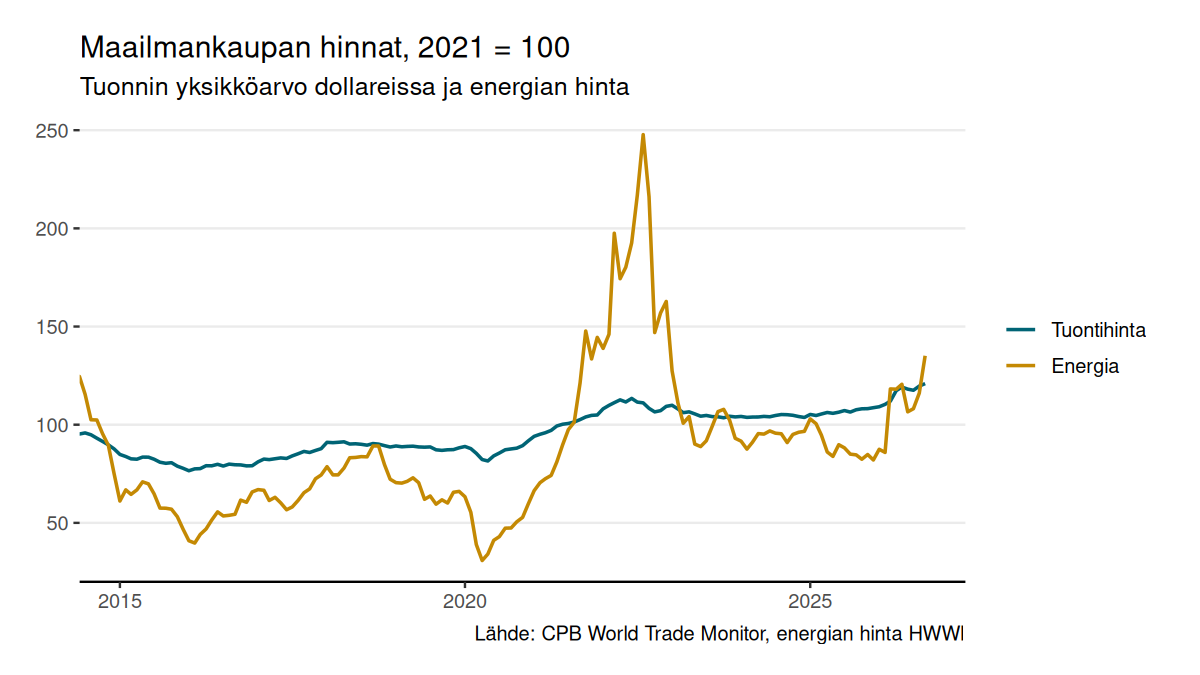 Maailmankaupan hinnat, 2021 = 100
Tuonnin yksikköarvo dollareissa ja energian hinta
250
200
150
100
50
2015
2020
2025
Tuontihinta
Energia
Lähde: CPB World Trade Monitor, energian hinta HWWI